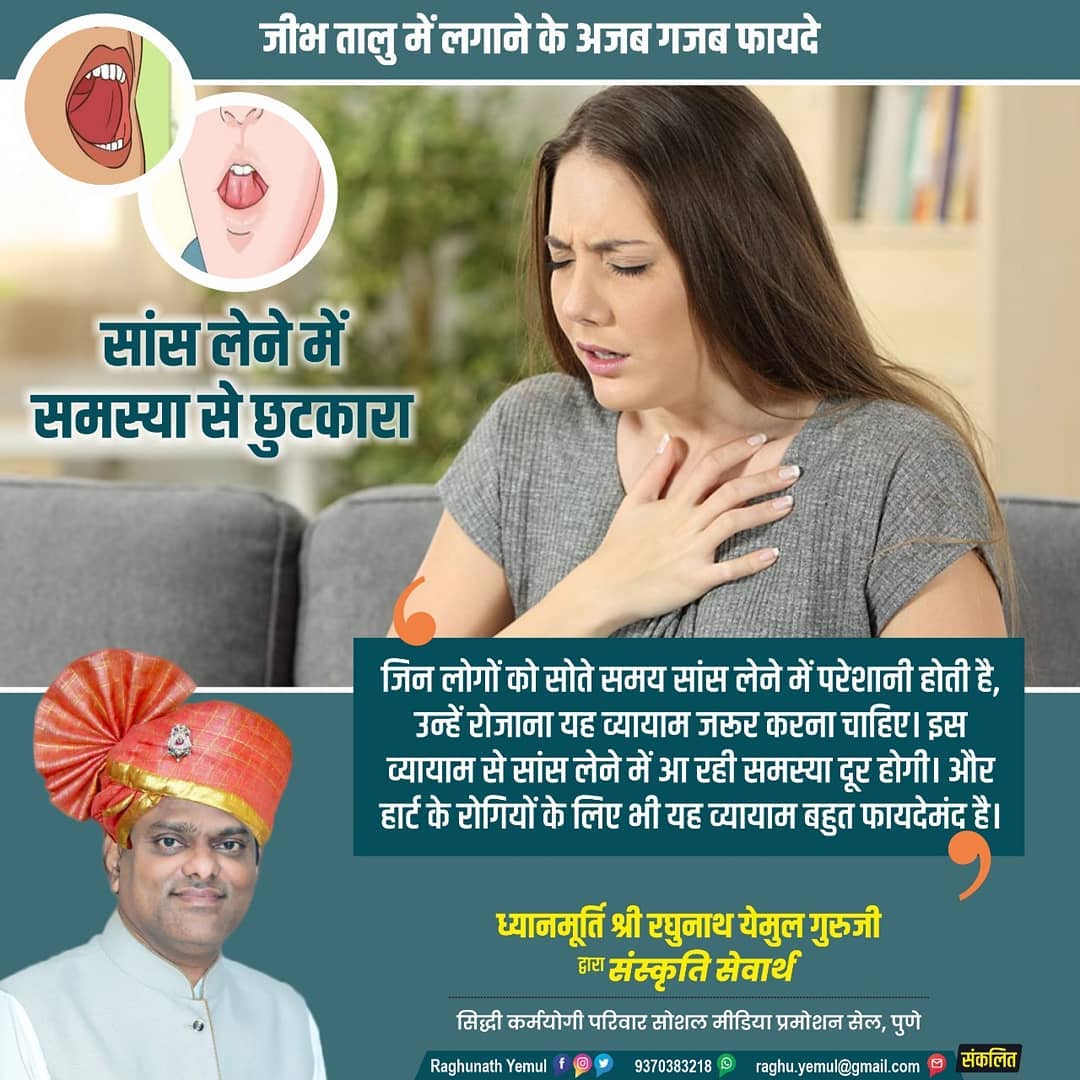 जीभ तालु में लगाने के अजब गजब फायदे
सांस लेने में
समस्या से छुटकारा
जिन लोगों को सोते समय सांस लेने में परेशानी होती है,
उन्हें रोजाना यह व्यायाम जरूर करना चाहिए। इस
व्यायाम से सांस लेने में आ रही समस्या दूर होगी। और
हार्ट के रोगियों के लिए भी यह व्यायाम बहुत फायदेमंद है।
ध्यानमूर्ति श्री रघुनाथ येमुल गुरुजी
द्वारा संस्कृति सेवार्थ
सिद्धी कर्मयोगी परिवार सोशल मीडिया प्रमोशन सेल, पुणे
Raghunath Yemul 9370383218 raghu.yemul@gmail.com संकलित